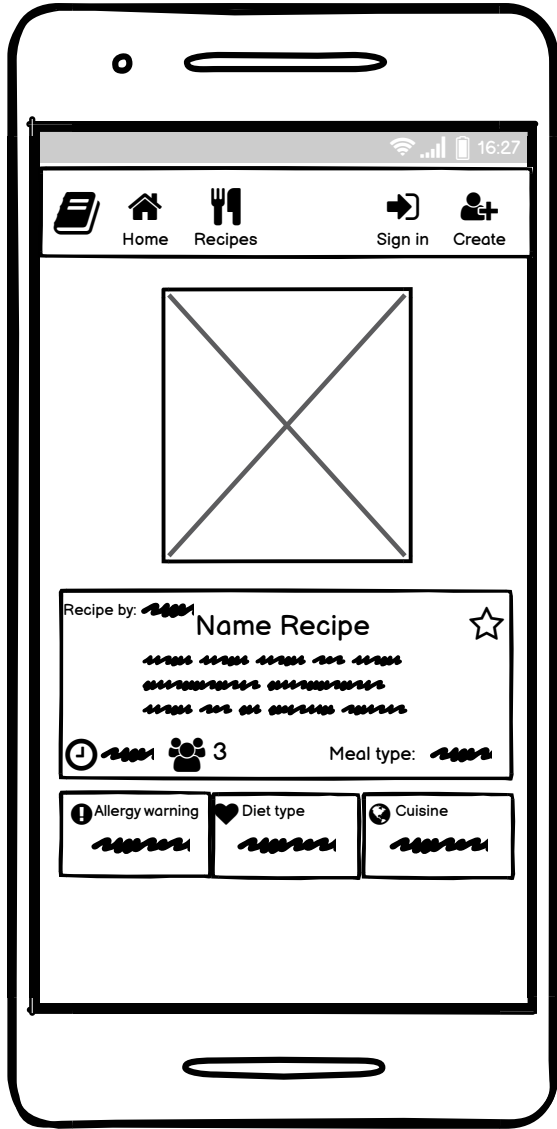 16:27
Home Recipes Sign in Create
Recipe by:
Name Recipe
3 Meal type:
Allergy warning Diet type Cuisine